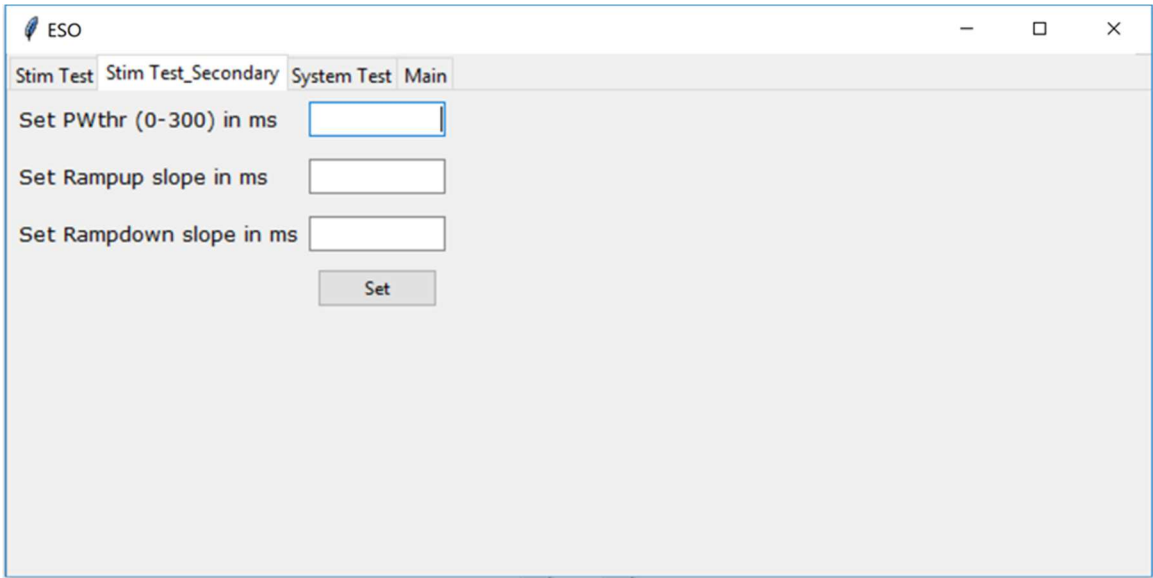 ESO
Stim Test Stim Test_Secondary System Test Main
Set PWthr (0-300) in ms
Set Rampup slope in ms
Set Rampdown slope in ms
Set